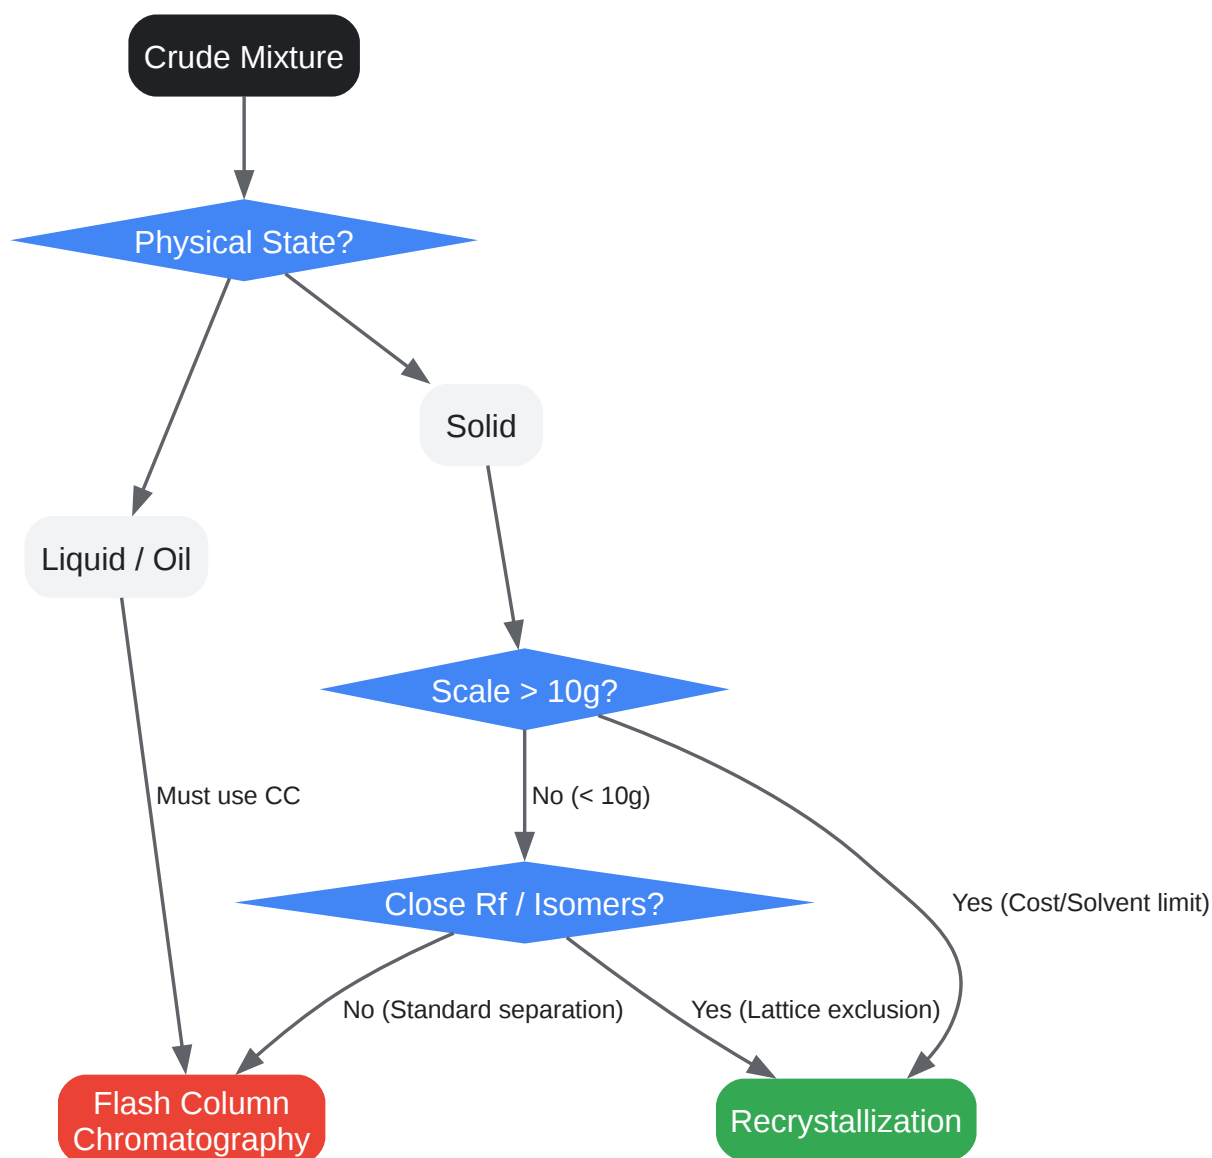 Crude Mixture
Physical State?
Solid
Liquid / Oil
Scale > 10g?
Must use CC
No (< 10g)
Close Rf / Isomers?
Yes (Cost/Solvent limit)
No (Standard separation)
Yes (Lattice exclusion)
Flash Column
Chromatography
Recrystallization